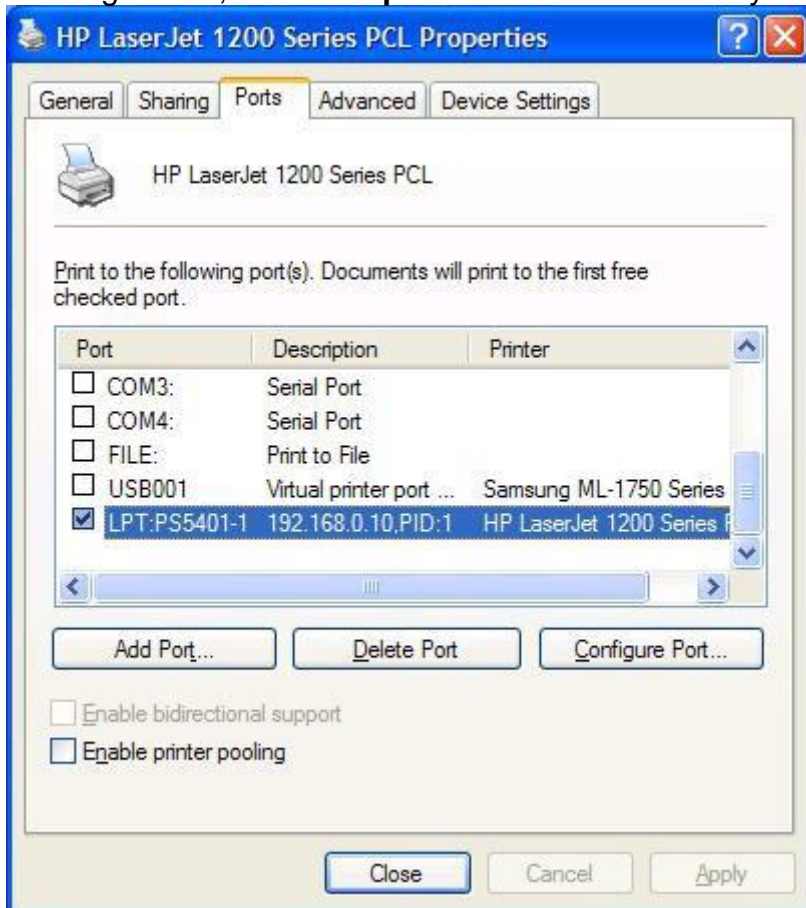 HP LaserJet 1200 Series PCL Properties
General Sharing Ports Advanced Device Settings
HP LaserJet 1200 Series PCL
Print to the following port(s). Documents will print to the first free
checked port.
Port Description Printer
COM3: Serial Port
COM4: Serial Port
FILE: Print to File
USB001 Virtual printer port ... Samsung ML-1750 Series
LPT:PS5401-1 192.168.0.10,PID:1 HP LaserJet 1200 Series
Add Port... Delete Port Configure Port...
Enable bidirectional support
Enable printer pooling
Close Cancel Apply